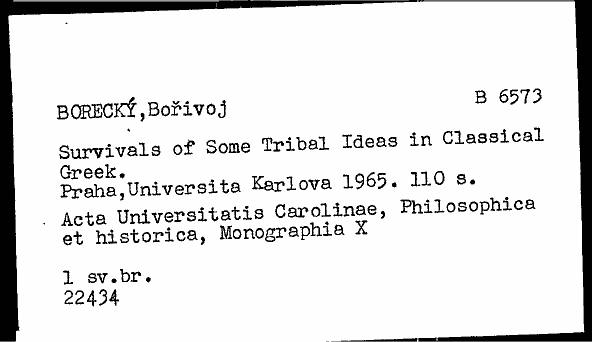 B 6573
BORECKÝ,Bořivoj
Survivals of Some Tribal Ideas in Classical
Greek.
Praha,Universita Karlova 1965. 110 s.
Acta Universitatis Carolinae, Philosophica
et historica, Monographia X
1 sv.br.
22434